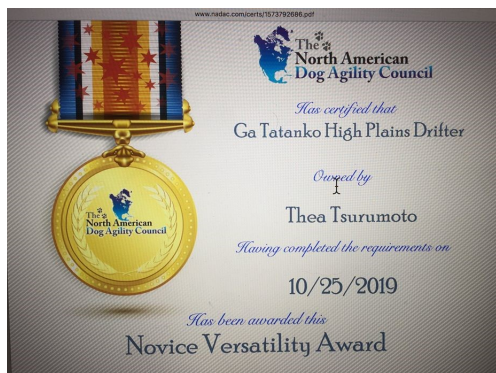 www.nadac.com/certs/1573792686.pdf
The
North American
Dog Agility Council
Has certified that
Ga Tatanko High Plains Drifter
Owned by
Thea Tsurumoto
Having completed the requirements on
10/25/2019
Has been awarded this
Novice Versatility Award
The
North American
Dog Agility Council